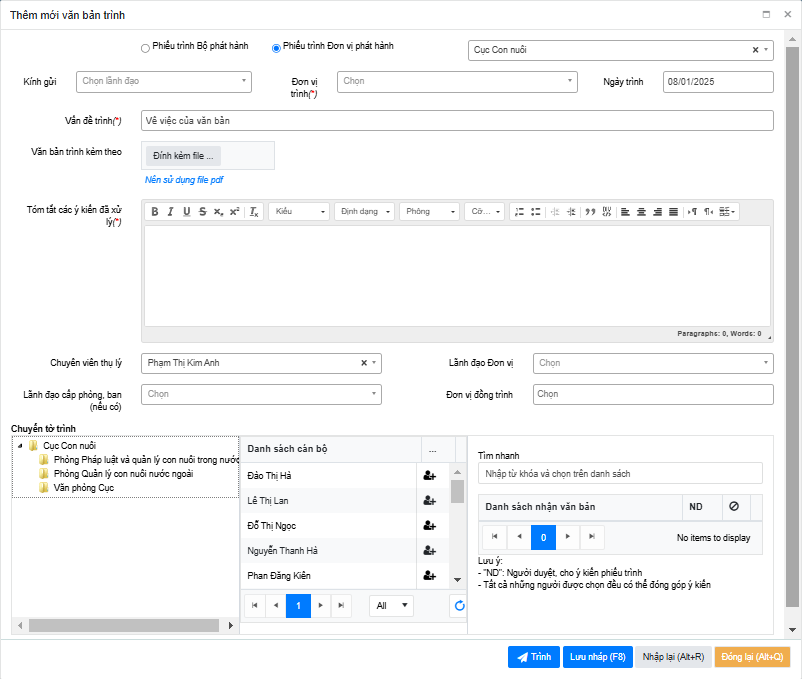 Thêm mới văn bản trình
Phiếu trình Bộ phát hành Phiếu trình Đơn vị phát hành Cục Con nuôi
Kính gửi Chọn lãnh đạo Đơn vị trình(*) Chọn Ngày trình 08/01/2025
Vấn đề trình(*) Về việc của văn bản
Văn bản trình kèm theo Đính kèm file ...
Nên sử dụng file pdf
Tóm tắt các ý kiến đã xử lý(*)
B I U S x₂ x² Tx Kiểu Định dạng Phông Cỡ...
Paragraphs: 0, Words: 0
Chuyên viên thụ lý Phạm Thị Kim Anh Lãnh đạo Đơn vị Chọn
Lãnh đạo cấp phòng, ban (nếu có) Chọn Đơn vị đồng trình Chọn
Chuyển tờ trình
Cục Con nuôi
Phòng Pháp luật và quản lý con nuôi trong nước
Phòng Quản lý con nuôi nước ngoài
Văn phòng Cục
Danh sách cán bộ ...
Đào Thị Hà
Lê Thị Lan
Đỗ Thị Ngọc
Nguyễn Thanh Hà
Phan Đăng Kiên
1 All
Tìm nhanh
Nhập từ khóa và chọn trên danh sách
Danh sách nhận văn bản ND
0 No items to display
Lưu ý:
- "ND": Người duyệt, cho ý kiến phiếu trình
- Tất cả những người được chọn đều có thể đóng góp ý kiến
Trình Lưu nháp (F8) Nhập lại (Alt+R) Đóng lại (Alt+Q)